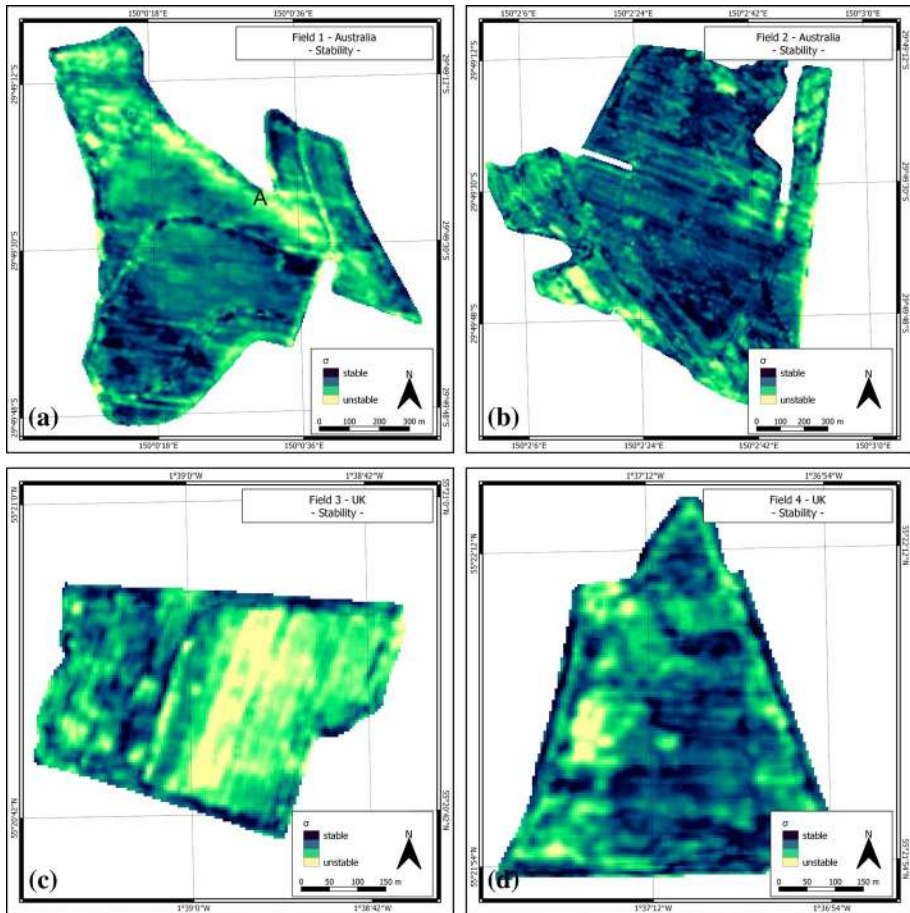 150°0'18"E 150°0'36"E
Field 1 - Australia
- Stability -
29°49'12"S 29°49'12"S
A
29°49'30"S 29°49'30"S
σ
stable
unstable
N
0 100 200 300 m
29°49'48"S 29°49'48"S
(a)
150°0'18"E 150°0'36"E
150°2'6"E 150°2'24"E 150°2'42"E 150°3'0"E
Field 2 - Australia
- Stability -
29°49'12"S 29°49'12"S
29°49'30"S 29°49'30"S
29°49'48"S 29°49'48"S
σ
stable
unstable
N
0 100 200 300 m
(b)
150°2'6"E 150°2'24"E 150°2'42"E 150°3'0"E
1°39'0"W 1°38'42"W
Field 3 - UK
- Stability -
55°21'0"N 55°21'0"N
55°20'42"N 55°20'42"N
σ
stable
unstable
N
0 50 100 150 m
(c)
1°39'0"W 1°38'42"W
1°37'12"W 1°36'54"W
Field 4 - UK
- Stability -
55°22'12"N 55°22'12"N
55°21'54"N 55°21'54"N
σ
stable
unstable
N
0 50 100 150 m
(d)
1°37'12"W 1°36'54"W